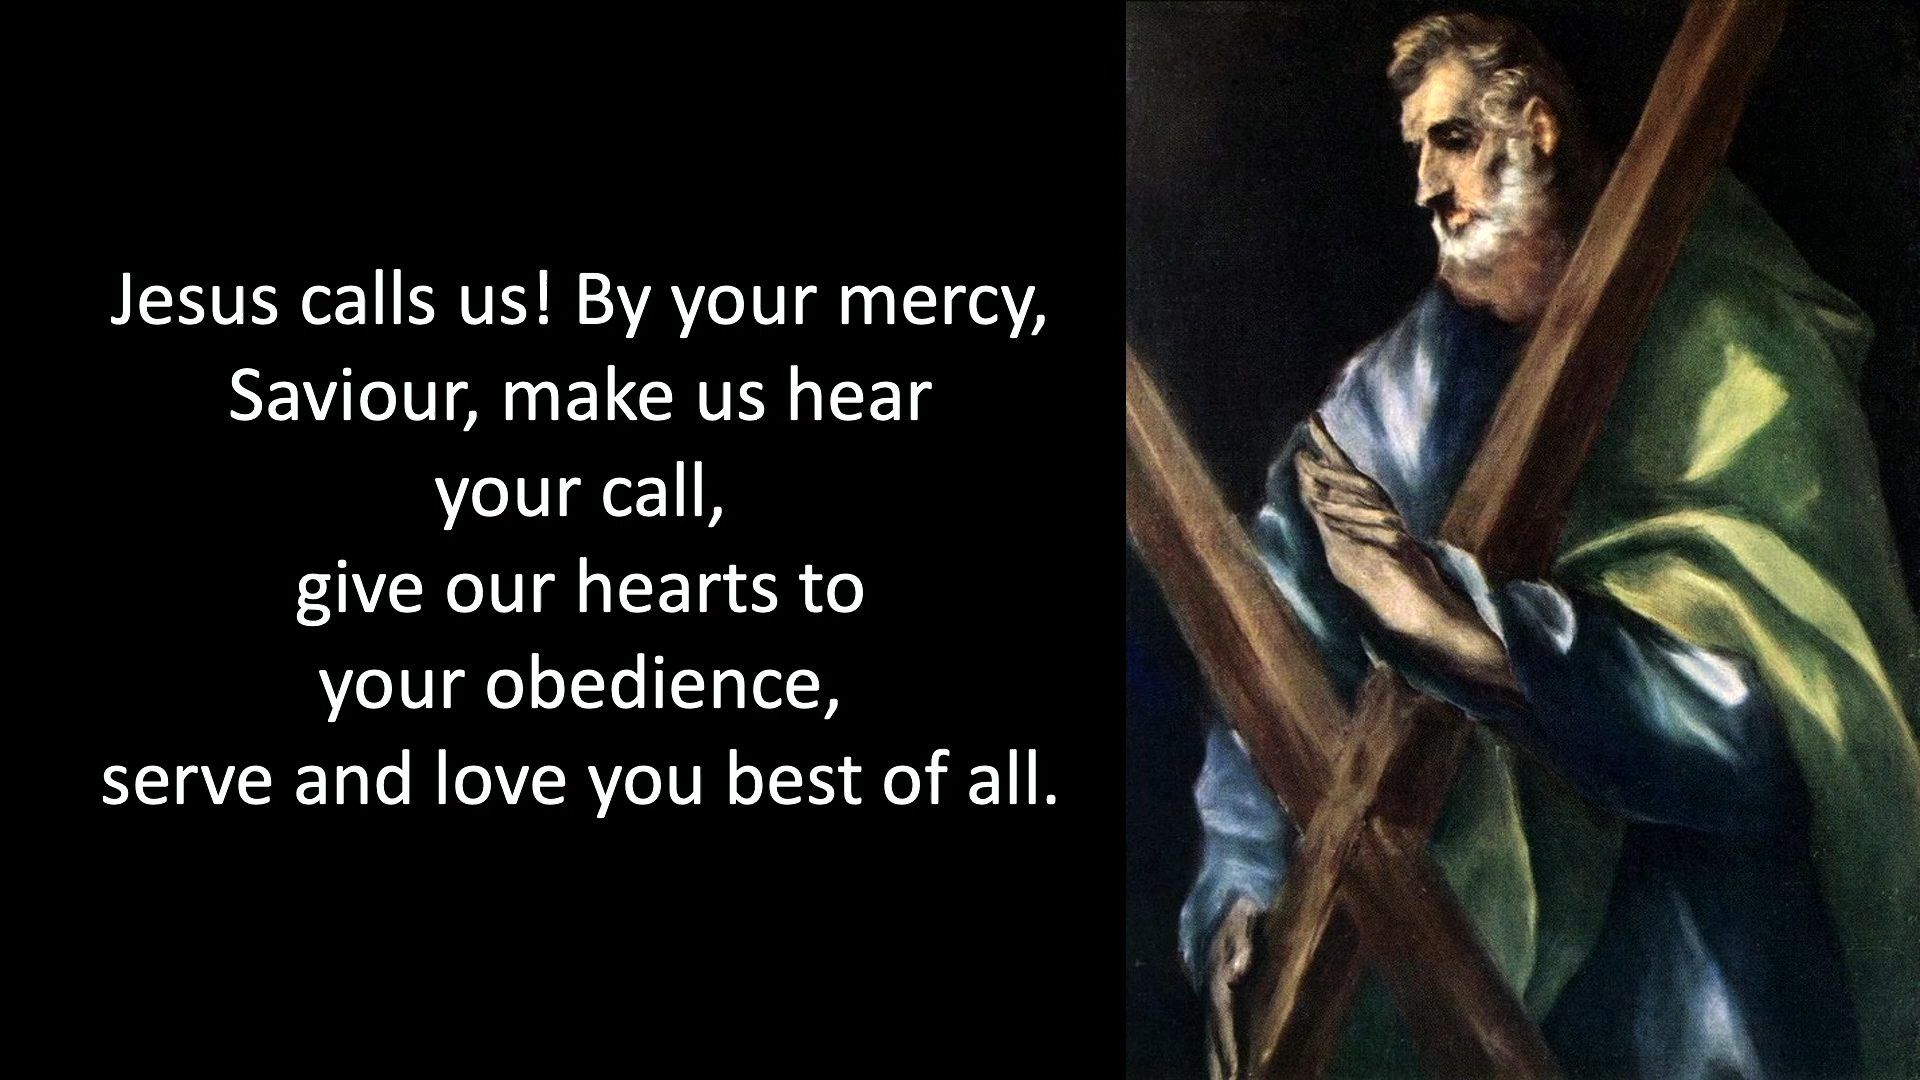 Jesus calls us! By your mercy,
Saviour, make us hear
your call,
give our hearts to
your obedience,
serve and love you best of all.